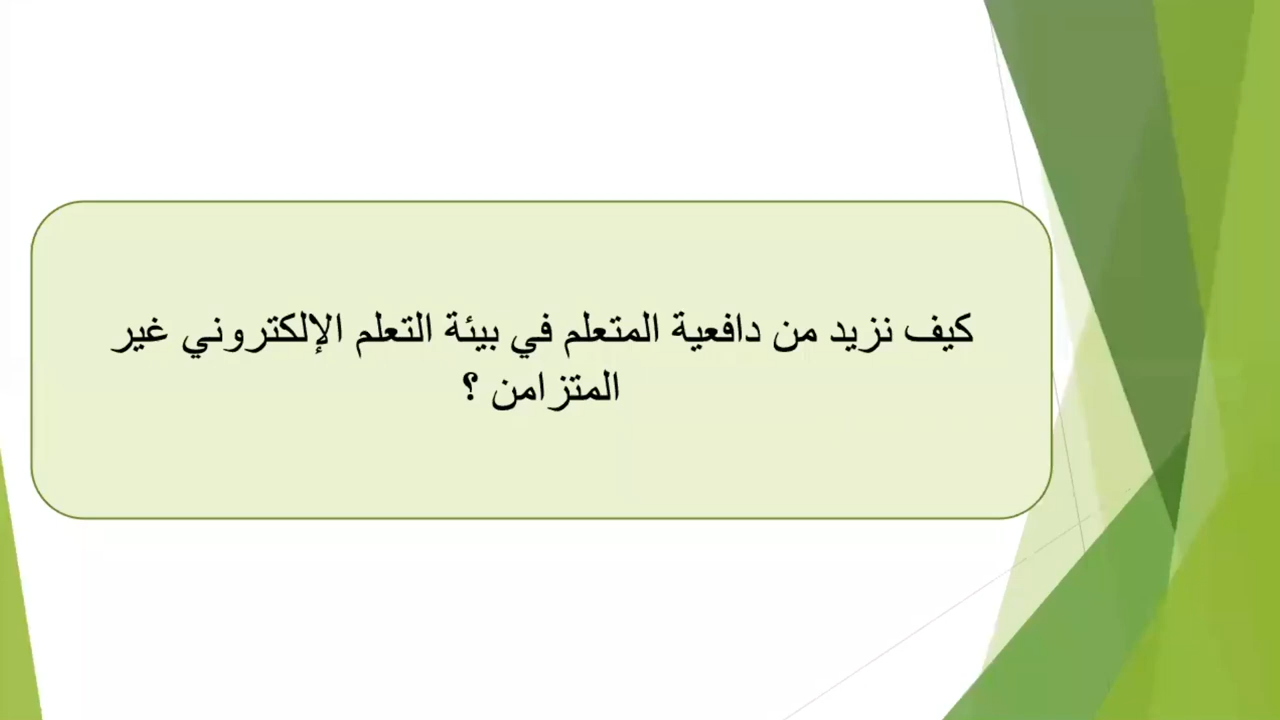 كيف نزيد من دافعية المتعلم في بيئة التعلم الإلكتروني غير
المتزامن ؟